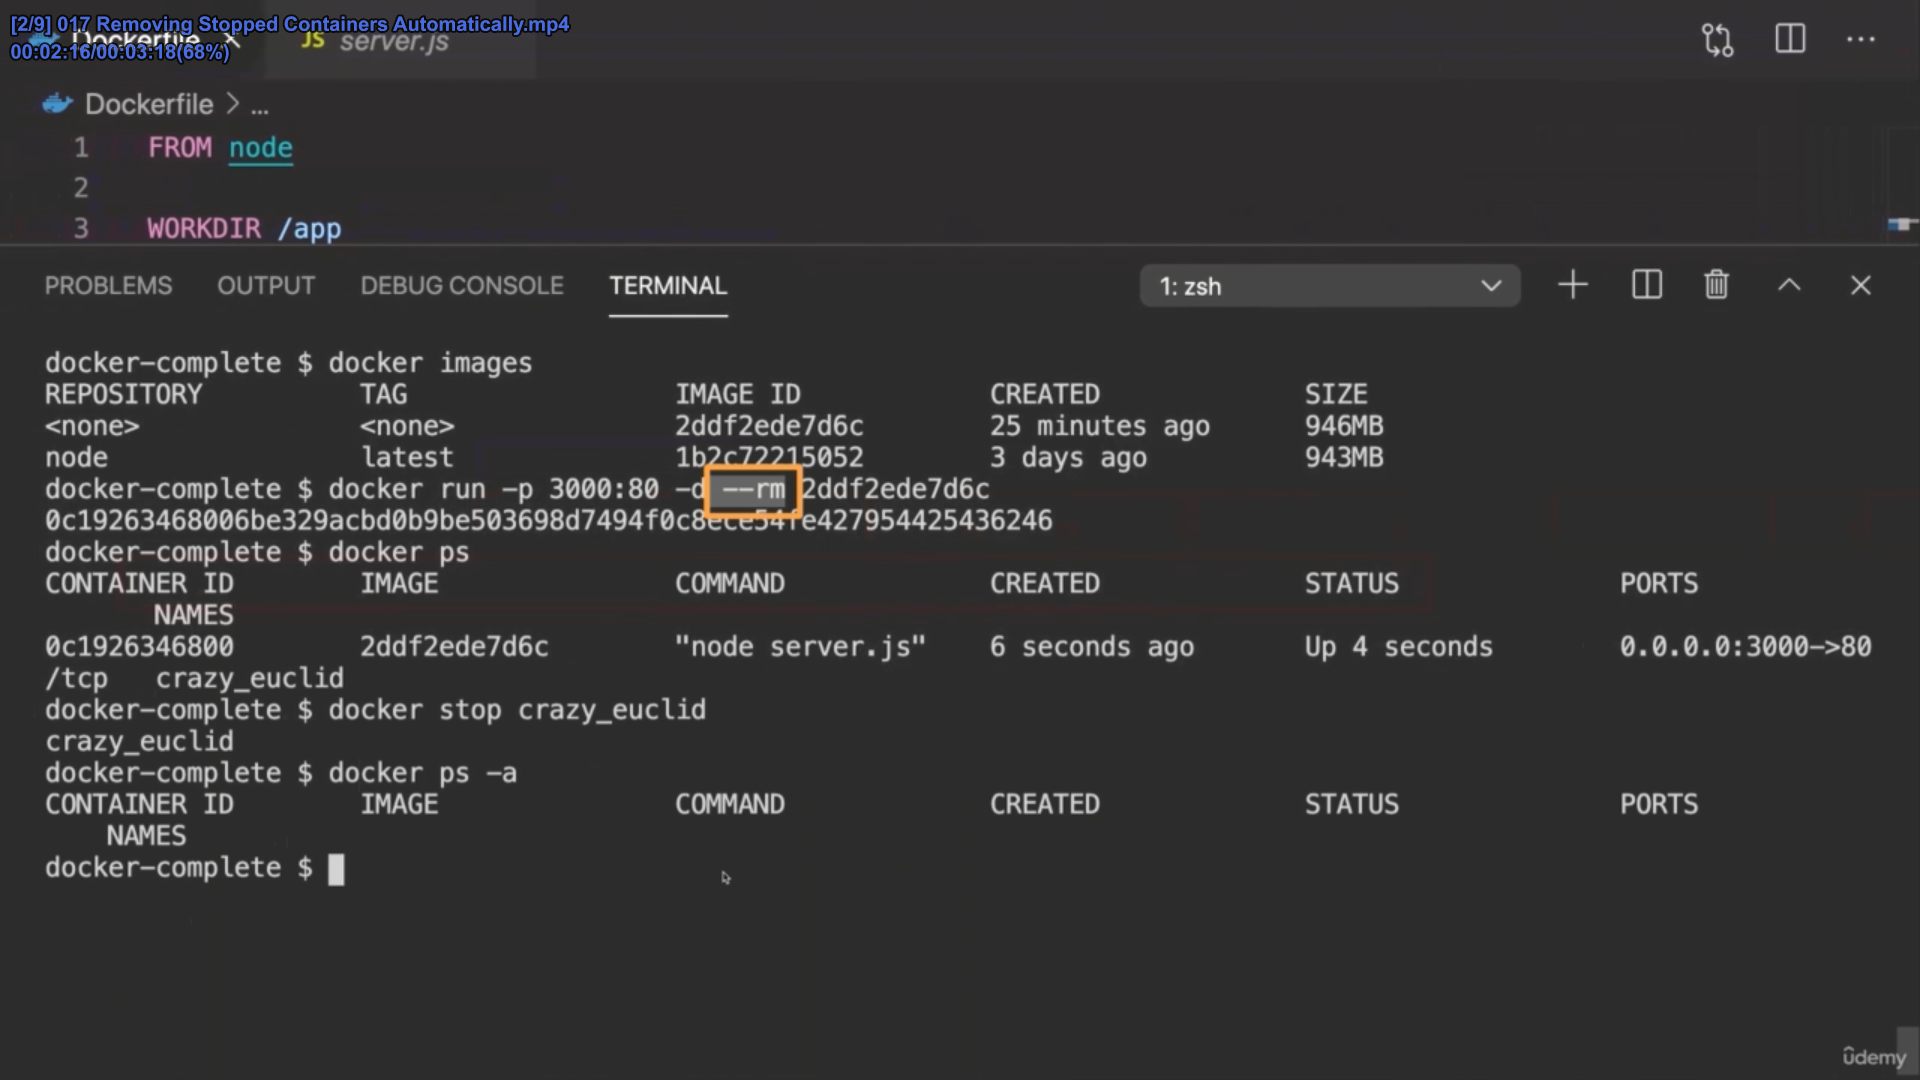 [2/9] 017 Removing Stopped Containers Automatically.mp4
00:02:16/00:03:18(68%)
Dockerfile
JS server.js
Dockerfile > ...
1 FROM node
2
3 WORKDIR /app
PROBLEMS OUTPUT DEBUG CONSOLE TERMINAL 1: zsh
docker-complete $ docker images
REPOSITORY TAG IMAGE ID CREATED SIZE
<none> <none> 2ddf2ede7d6c 25 minutes ago 946MB
node latest 1b2c72215052 3 days ago 943MB
docker-complete $ docker run -p 3000:80 -d --rm 2ddf2ede7d6c
0c19263468006be329acbd0b9be503698d7494f0c8ece54fe427954425436246
docker-complete $ docker ps
CONTAINER ID IMAGE COMMAND CREATED STATUS PORTS
NAMES
0c1926346800 2ddf2ede7d6c "node server.js" 6 seconds ago Up 4 seconds 0.0.0.0:3000->80
/tcp crazy_euclid
docker-complete $ docker stop crazy_euclid
crazy_euclid
docker-complete $ docker ps -a
CONTAINER ID IMAGE COMMAND CREATED STATUS PORTS
NAMES
docker-complete $
ûdemy